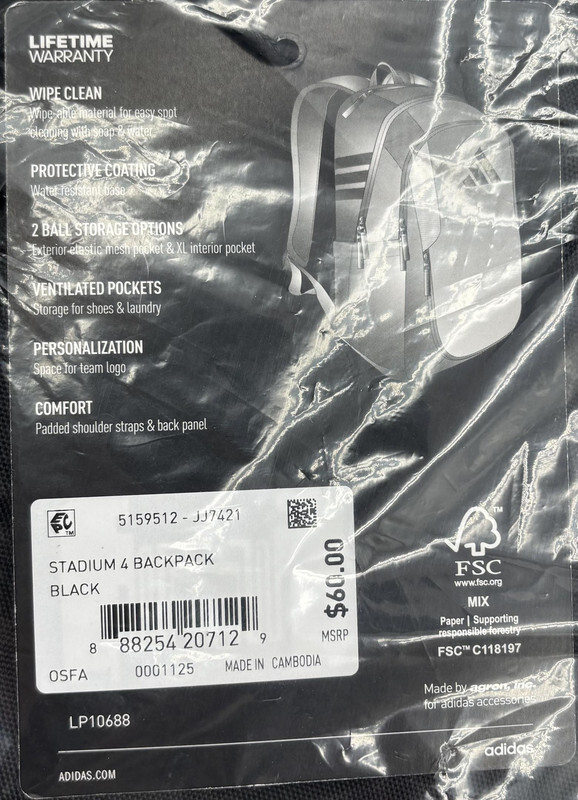 LIFETIME
WARRANTY
WIPE CLEAN
Wipe-able material for easy spot
cleaning with soap & water
PROTECTIVE COATING
Water resistant base
2 BALL STORAGE OPTIONS
Exterior elastic mesh pocket & XL interior pocket
VENTILATED POCKETS
Storage for shoes & laundry
PERSONALIZATION
Space for team logo
COMFORT
Padded shoulder straps & back panel
EPC™
5159512 - JJ7421
STADIUM 4 BACKPACK
BLACK
$60.00
MSRP
8 88254 20712 9
OSFA 0001125 MADE IN CAMBODIA
LP10688
ADIDAS.COM
FSC™
www.fsc.org
MIX
Paper | Supporting
responsible forestry
FSC™ C118197
Made by agron, inc.
for adidas accessories
adidas